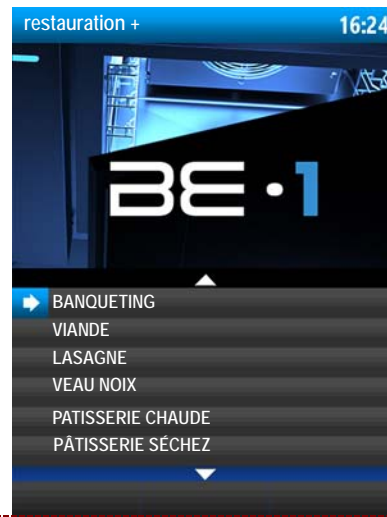 restauration + 16:24
BE•1
BANQUETING
VIANDE
LASAGNE
VEAU NOIX
PATISSERIE CHAUDE
PÂTISSERIE SÉCHEZ